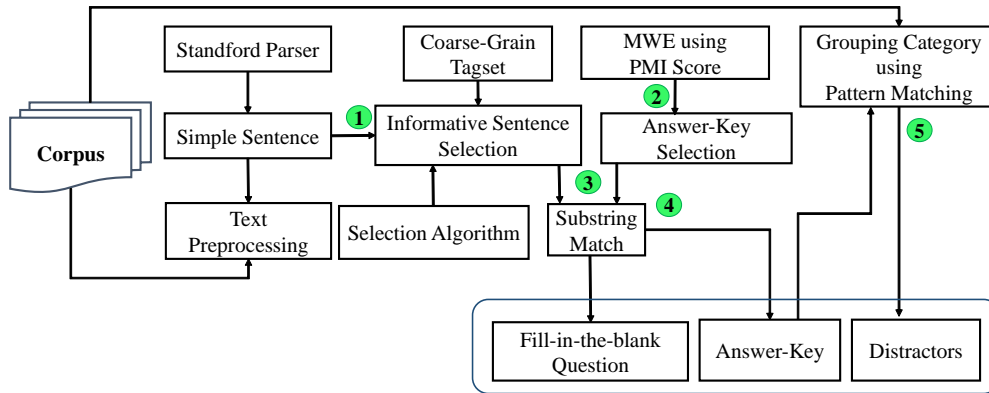 Standford Parser
Coarse-Grain
Tagset
MWE using
PMI Score
Grouping Category
using
Pattern Matching
Corpus
Simple Sentence
1
Informative Sentence
Selection
2
Answer-Key
Selection
5
Text
Preprocessing
Selection Algorithm
3
Substring
Match
4
Fill-in-the-blank
Question
Answer-Key
Distractors